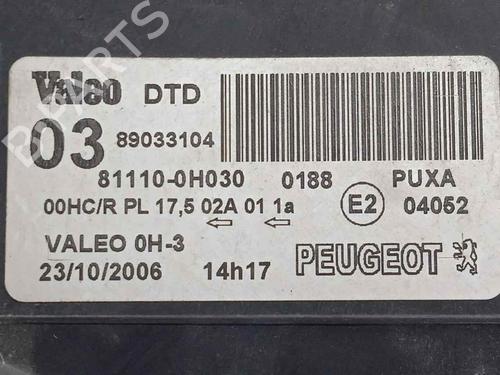 Valeo DTD
03 89033104
81110-0H030 0188 PUXA
00HC/R PL 17,5 02A 01 1a E2 04052
VALEO 0H-3
23/10/2006 14h17 PEUGEOT